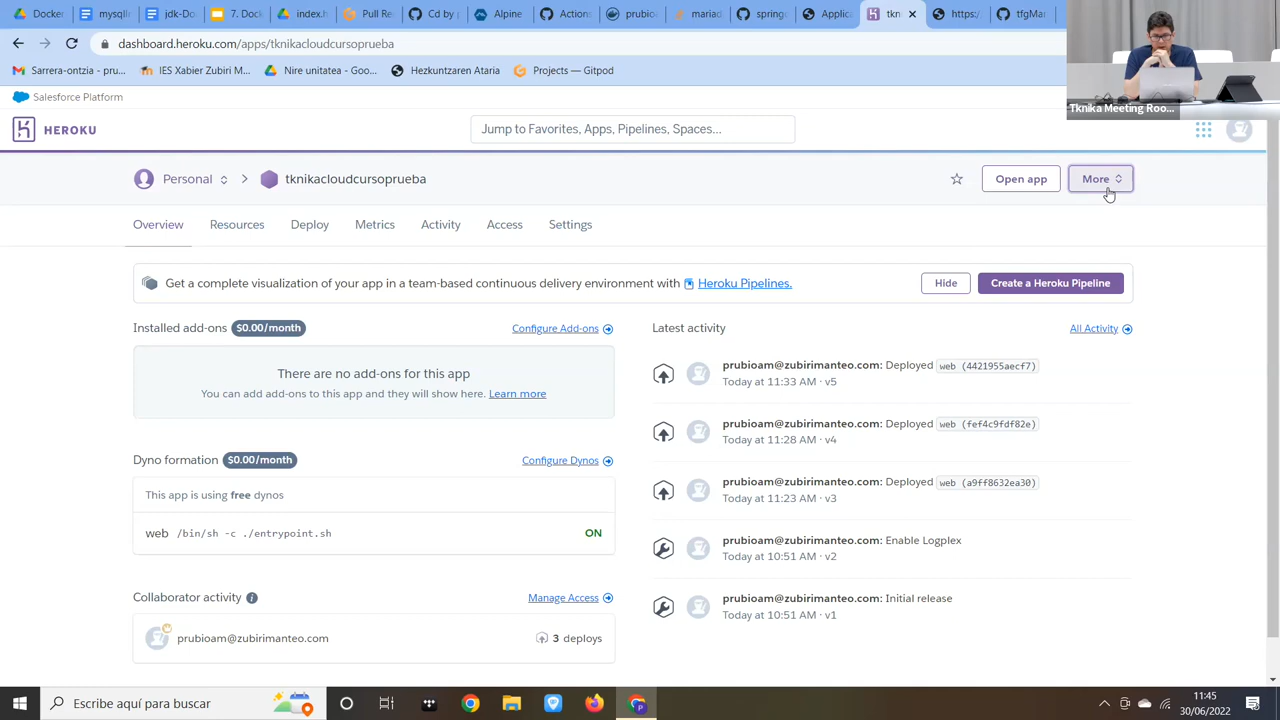 2. Dock
mysqlc
jdk-Do
7. Dock
Pull Re
Cd by
Alpine
Action
prubio
mariad
spring
Applic
tkn
https:/
tfgMar
dashboard.heroku.com/apps/tknikacloudcursoprueba
Sarrera-ontzia - pru...
IES Xabier Zubiri M...
Nire unitatea - Goo...
Hezkuntzaren Ataria
Projects — Gitpod
Tknika Meeting Roo...
Salesforce Platform
HEROKU
Jump to Favorites, Apps, Pipelines, Spaces...
Personal
tknikacloudcursoprueba
Open app
More
Overview
Resources
Deploy
Metrics
Activity
Access
Settings
Get a complete visualization of your app in a team-based continuous delivery environment with Heroku Pipelines.
Hide
Create a Heroku Pipeline
Installed add-ons $0.00/month
Configure Add-ons
There are no add-ons for this app
You can add add-ons to this app and they will show here. Learn more
Dyno formation $0.00/month
Configure Dynos
This app is using free dynos
web /bin/sh -c ./entrypoint.sh
ON
Collaborator activity
Manage Access
prubioam@zubirimanteo.com
3 deploys
Latest activity
All Activity
prubioam@zubirimanteo.com: Deployed web (4421955aecf7)
Today at 11:33 AM · v5
prubioam@zubirimanteo.com: Deployed web (fef4c9fdf82e)
Today at 11:28 AM · v4
prubioam@zubirimanteo.com: Deployed web (a9ff8632ea30)
Today at 11:23 AM · v3
prubioam@zubirimanteo.com: Enable Logplex
Today at 10:51 AM · v2
prubioam@zubirimanteo.com: Initial release
Today at 10:51 AM · v1
Escribe aquí para buscar
11:45
30/06/2022